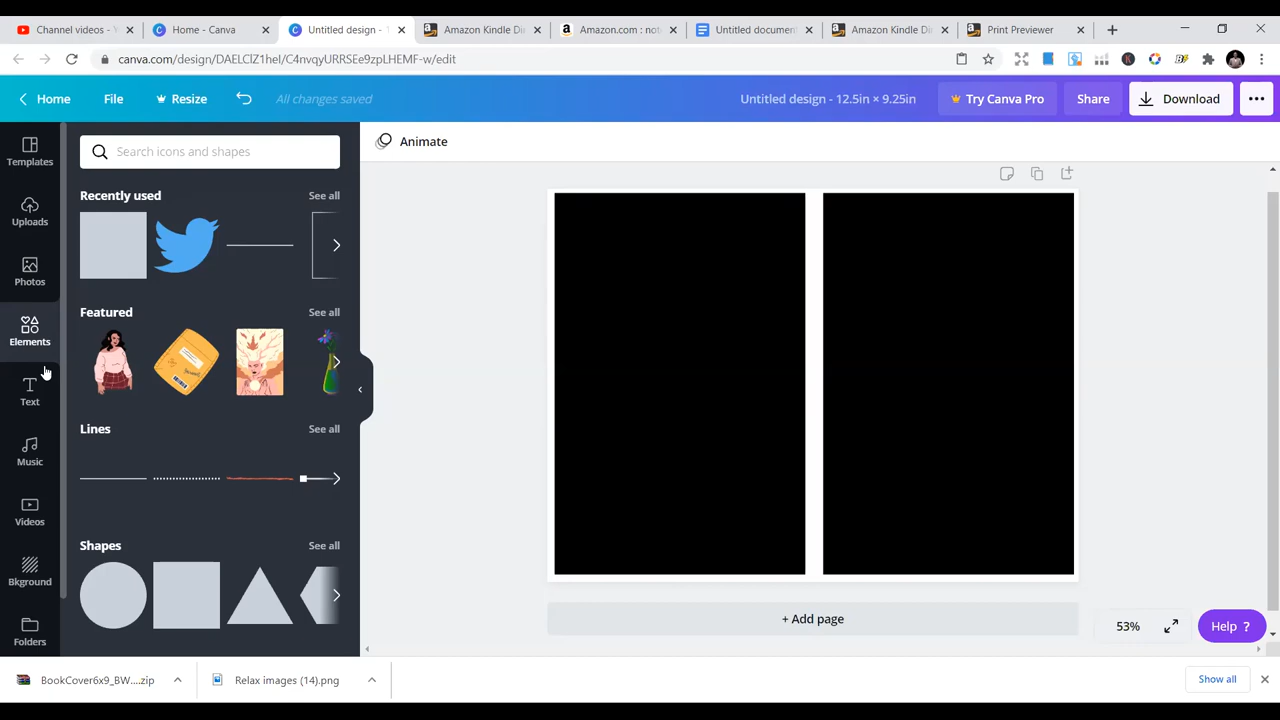 Channel videos - Y
Home - Canva
Untitled design -
Amazon Kindle Di
Amazon.com : not
Untitled document
Amazon Kindle Di
Print Previewer
canva.com/design/DAELClZ1heI/C4nvqyURRSEe9zpLHEMF-w/edit
Home
File
Resize
All changes saved
Untitled design - 12.5in × 9.25in
Try Canva Pro
Share
Download
Templates
Uploads
Photos
Elements
Text
Music
Videos
Bkground
Folders
Search icons and shapes
Recently used
See all
Featured
See all
Lines
See all
Shapes
See all
Animate
+ Add page
53%
Help ?
BookCover6x9_BW....zip
Relax images (14).png
Show all